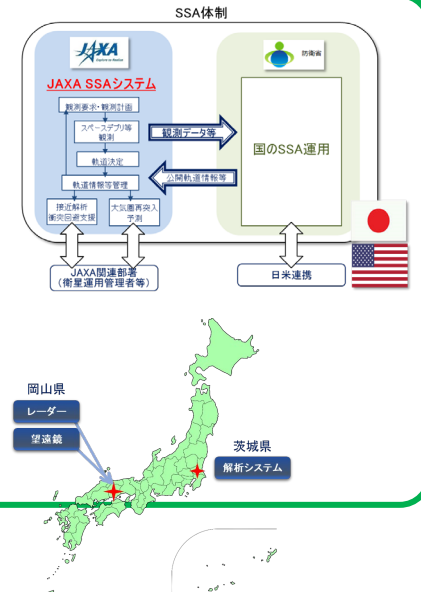 SSA体制
JAXA
防衛省
JAXA SSAシステム
観測要求・観測計画
スペースデブリ等
観測
軌道決定
軌道情報等管理
接近解析
衝突回避支援
大気圏再突入
予測
観測データ等
公開軌道情報等
国のSSA運用
JAXA関連部署
(衛星運用管理者等)
日米連携
岡山県
レーダー
望遠鏡
茨城県
解析システム